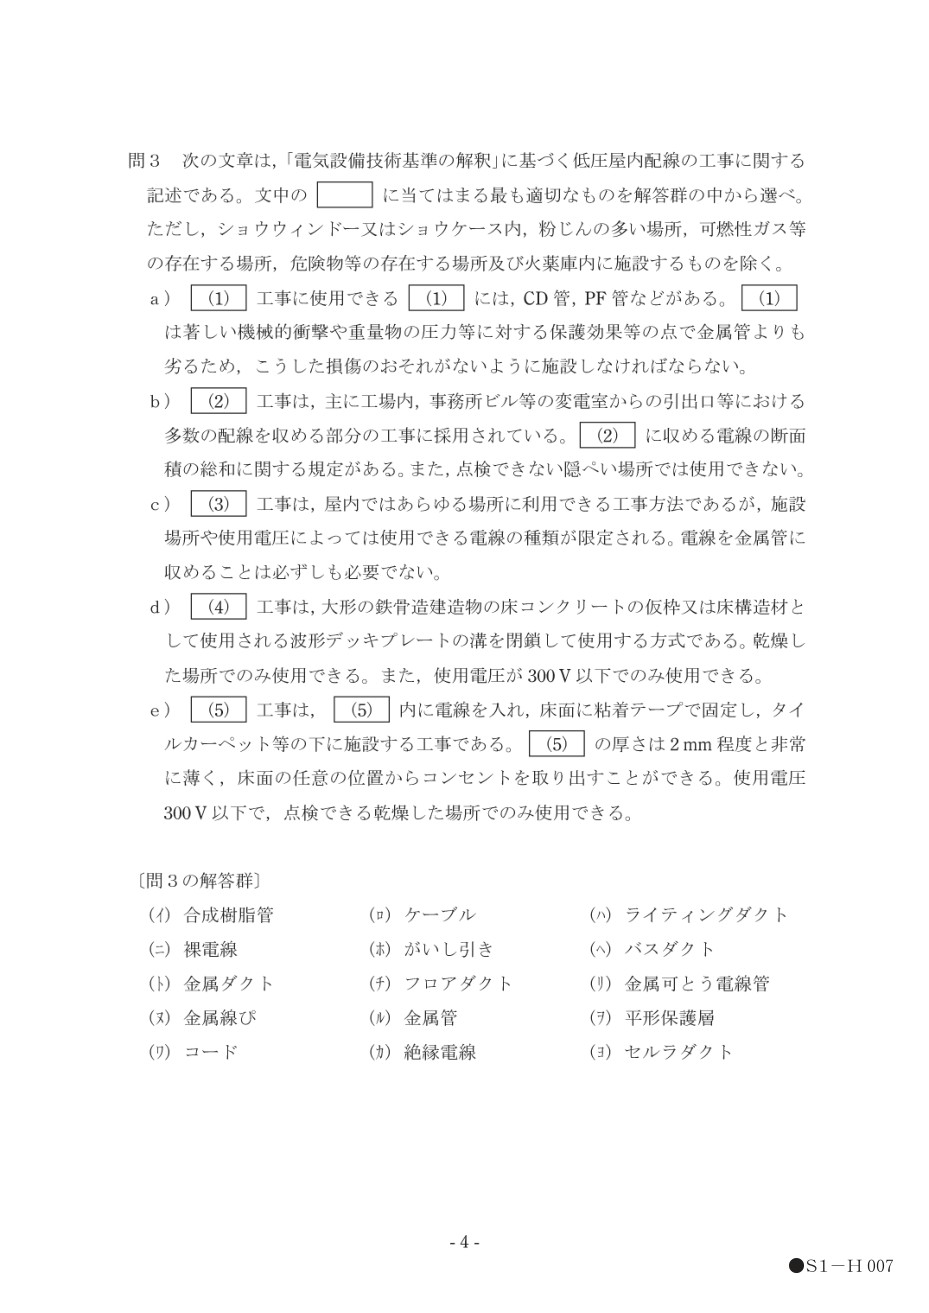 問3 次の文章は，「電気設備技術基準の解釈」に基づく低圧屋内配線の工事に関する
記述である。文中の に当てはまる最も適切なものを解答群の中から選べ。
ただし，ショウウィンドー又はショウケース内，粉じんの多い場所，可燃性ガス等
の存在する場所，危険物等の存在する場所及び火薬庫内に施設するものを除く。
a） (1) 工事に使用できる (1) には，CD管，PF管などがある。 (1)
は著しい機械的衝撃や重量物の圧力等に対する保護効果等の点で金属管よりも
劣るため，こうした損傷のおそれがないように施設しなければならない。
b） (2) 工事は，主に工場内，事務所ビル等の変電室からの引出口等における
多数の配線を収める部分の工事に採用されている。 (2) に収める電線の断面
積の総和に関する規定がある。また，点検できない隠ぺい場所では使用できない。
c） (3) 工事は，屋内ではあらゆる場所に利用できる工事方法であるが，施設
場所や使用電圧によっては使用できる電線の種類が限定される。電線を金属管に
収めることは必ずしも必要でない。
d） (4) 工事は，大形の鉄骨造建造物の床コンクリートの仮枠又は床構造材と
して使用される波形デッキプレートの溝を閉鎖して使用する方式である。乾燥し
た場所でのみ使用できる。また，使用電圧が300V以下でのみ使用できる。
e） (5) 工事は， (5) 内に電線を入れ，床面に粘着テープで固定し，タイ
ルカーペット等の下に施設する工事である。 (5) の厚さは2mm程度と非常
に薄く，床面の任意の位置からコンセントを取り出すことができる。使用電圧
300V以下で，点検できる乾燥した場所でのみ使用できる。
〔問3の解答群〕
(ｲ) 合成樹脂管 (ﾛ) ケーブル (ﾊ) ライティングダクト
(ﾆ) 裸電線 (ﾎ) がいし引き (ﾍ) バスダクト
(ﾄ) 金属ダクト (ﾁ) フロアダクト (ﾘ) 金属可とう電線管
(ﾇ) 金属線ぴ (ﾙ) 金属管 (ｦ) 平形保護層
(ﾜ) コード (ｶ) 絶縁電線 (ﾖ) セルラダクト
- 4 -
●S1－H 007